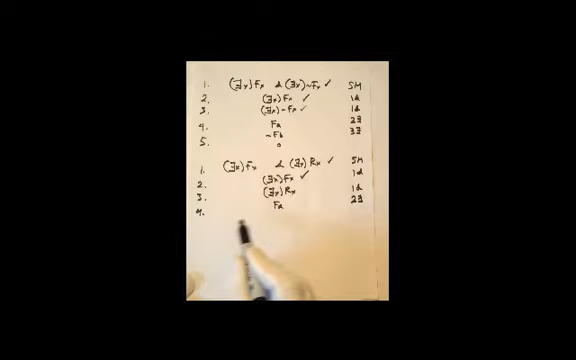 1. (∃x)Fx & (∃x)~Fx ✓ SM
2. (∃x)Fx ✓ 1&
3. (∃x)~Fx ✓ 1&
4. Fa 2∃
5. ~Fb 3∃
o
1. (∃x)Fx & (∃x)Rx ✓ SM
2. (∃x)Fx ✓ 1&
3. (∃x)Rx 1&
4. Fa 2∃